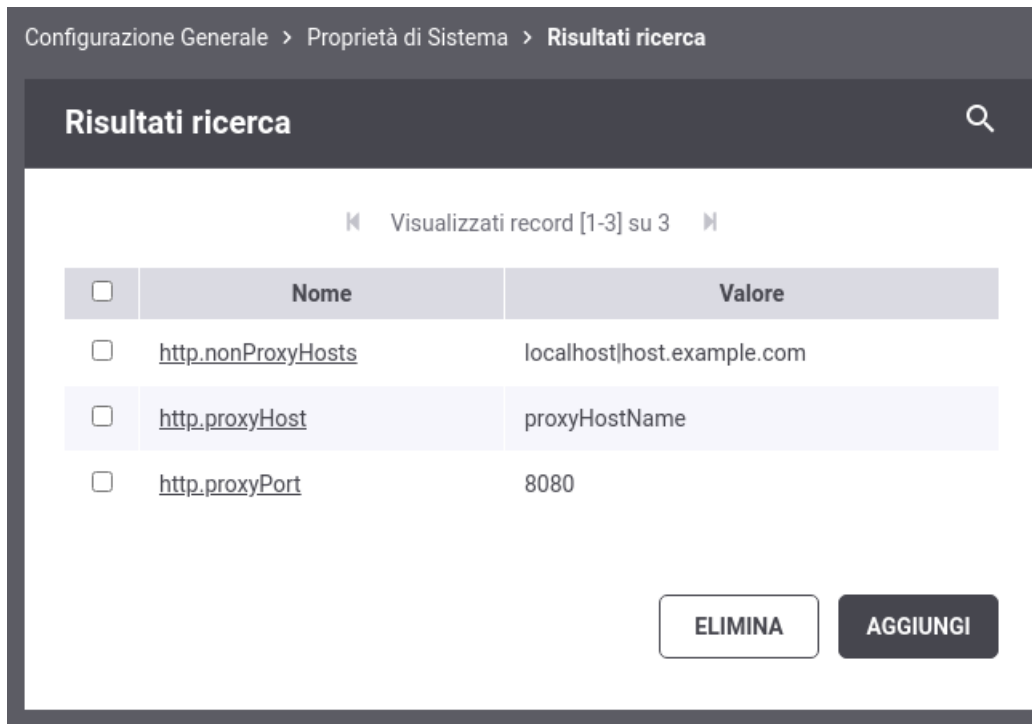 Configurazione Generale > Proprietà di Sistema > Risultati ricerca
Risultati ricerca
Visualizzati record [1-3] su 3
Nome Valore
http.nonProxyHosts localhost|host.example.com
http.proxyHost proxyHostName
http.proxyPort 8080
ELIMINA AGGIUNGI